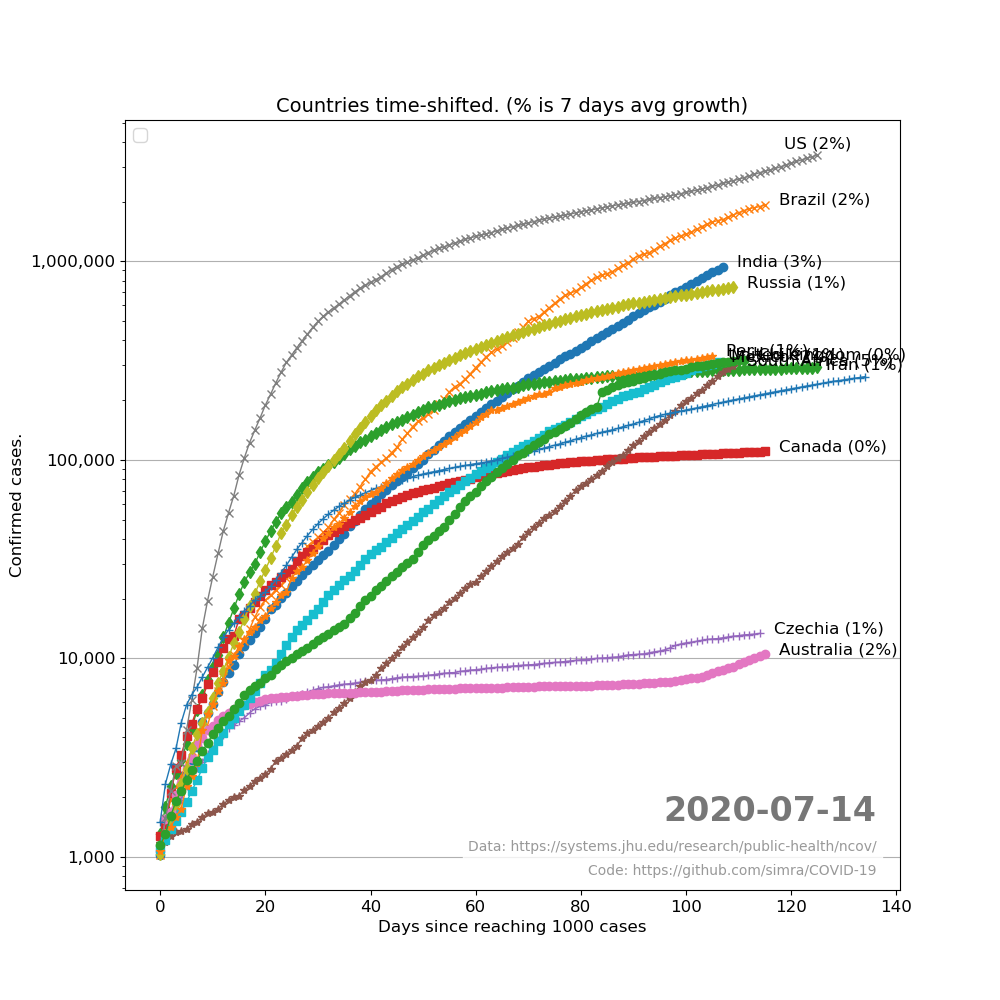 Countries time-shifted. (% is 7 days avg growth)
US (2%)
Brazil (2%)
India (3%)
Russia (1%)
Peru (1%)
Iran (1%)
Canada (0%)
Czechia (1%)
Australia (2%)
1,000,000
100,000
10,000
1,000
Confirmed cases.
2020-07-14
Data: https://systems.jhu.edu/research/public-health/ncov/
Code: https://github.com/simra/COVID-19
0 20 40 60 80 100 120 140
Days since reaching 1000 cases